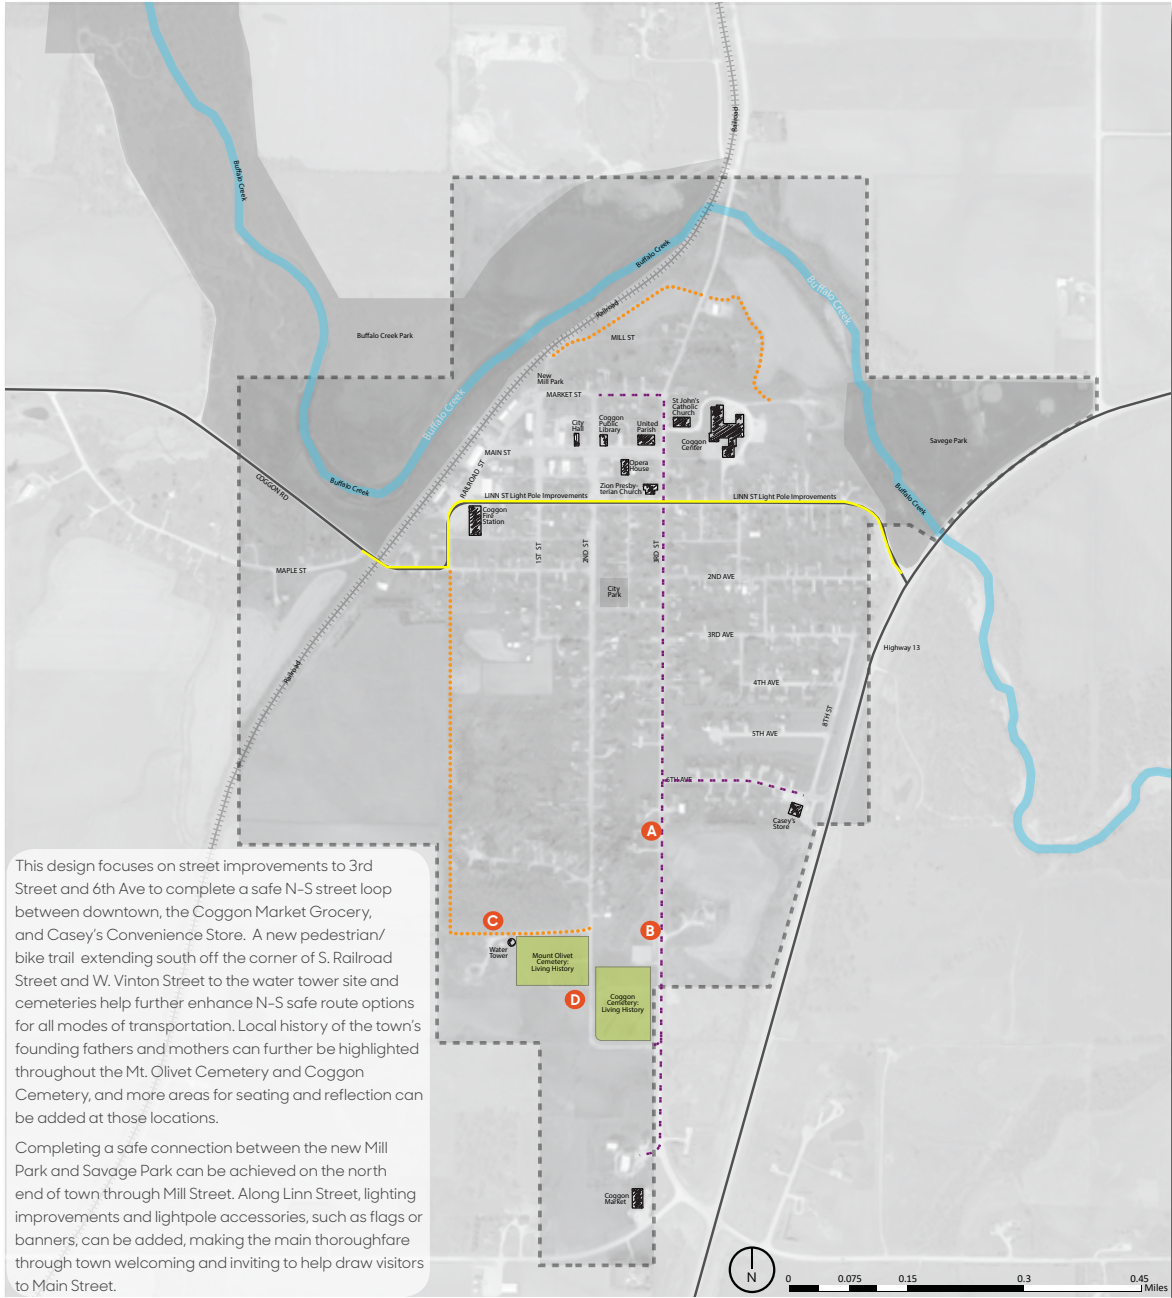 Railroad
Buffalo Creek
Buffalo Creek
Buffalo Creek
Railroad
Buffalo Creek Park
MILL ST
New
Mill Park
MARKET ST
St John's
Catholic
Church
Coggon
Public
Library
City
Hall
United
Parish
Coggon
Center
Savege Park
Buffalo Creek
MAIN ST
Opera
House
RAILROAD ST
Zion Presby-
terian Church
COGGON RD
Buffalo Creek
LINN ST Light Pole Improvements
LINN ST Light Pole Improvements
Buffalo Creek
Coggon
Fire
Station
1ST ST
2ND ST
3RD ST
MAPLE ST
2ND AVE
City
Park
3RD AVE
Highway 13
Railroad
4TH AVE
8TH ST
5TH AVE
6TH AVE
Casey's
Store
A
B
C
D
Water
Tower
Mount Olivet
Cemetery:
Living History
Coggon
Cemetery:
Living History
Coggon
Market
This design focuses on street improvements to 3rd
Street and 6th Ave to complete a safe N-S street loop
between downtown, the Coggon Market Grocery,
and Casey's Convenience Store. A new pedestrian/
bike trail extending south off the corner of S. Railroad
Street and W. Vinton Street to the water tower site and
cemeteries help further enhance N-S safe route options
for all modes of transportation. Local history of the town's
founding fathers and mothers can further be highlighted
throughout the Mt. Olivet Cemetery and Coggon
Cemetery, and more areas for seating and reflection can
be added at those locations.
Completing a safe connection between the new Mill
Park and Savage Park can be achieved on the north
end of town through Mill Street. Along Linn Street, lighting
improvements and lightpole accessories, such as flags or
banners, can be added, making the main thoroughfare
through town welcoming and inviting to help draw visitors
to Main Street.
N
0 0.075 0.15 0.3 0.45
Miles